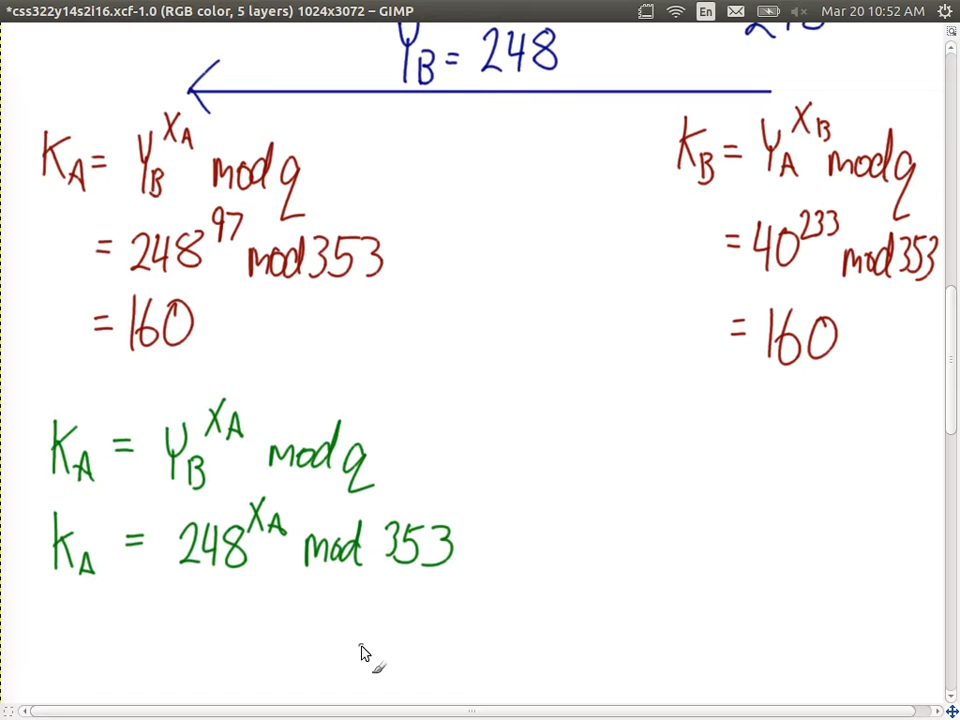 *css322y14s2i16.xcf-1.0 (RGB color, 5 layers) 1024x3072 – GIMP
En
Mar 20 10:52 AM
Y_B = 248
K_A = Y_B^{X_A} mod q
= 248^{97} mod 353
= 160
K_B = Y_A^{X_B} mod q
= 40^{233} mod 353
= 160
K_A = Y_B^{X_A} mod q
K_A = 248^{X_A} mod 353